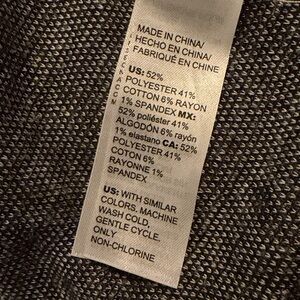 MADE IN CHINA/
HECHO EN CHINA/
FABRIQUÉ EN CHINE
US: 52%
POLYESTER 41%
COTTON 6% RAYON
1% SPANDEX MX:
52% poliéster 41%
ALGODÓN 6% rayón
1% elastano CA: 52%
POLYESTER 41%
COTON 6%
RAYONNE 1%
SPANDEX
US: WITH SIMILAR
COLORS, MACHINE
WASH COLD,
GENTLE CYCLE.
ONLY
NON-CHLORINE